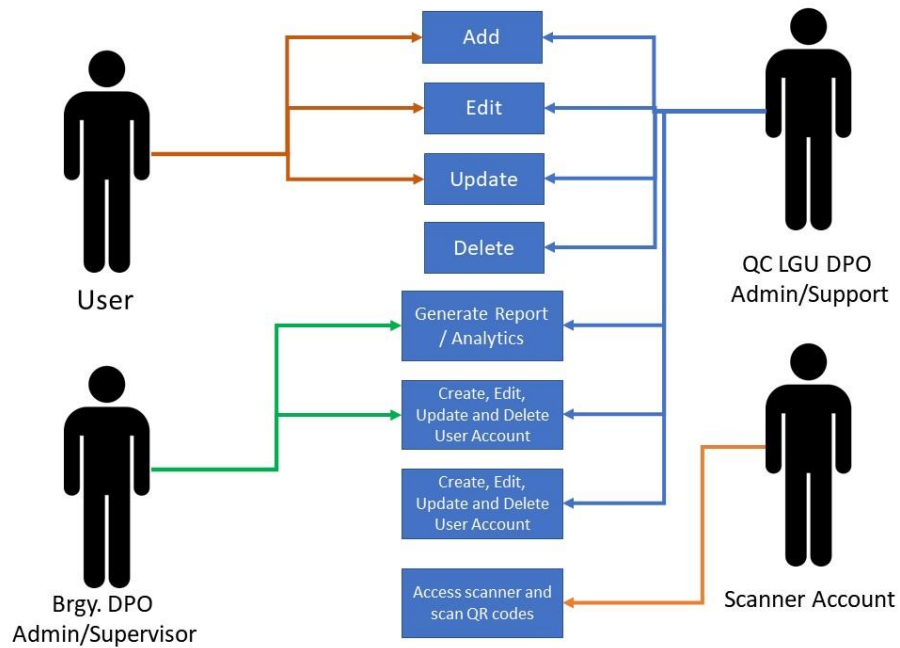 Add
Edit
Update
Delete
User
QC LGU DPO
Admin/Support
Generate Report
/ Analytics
Create, Edit,
Update and Delete
User Account
Create, Edit,
Update and Delete
User Account
Access scanner and
scan QR codes
Brgy. DPO
Admin/Supervisor
Scanner Account